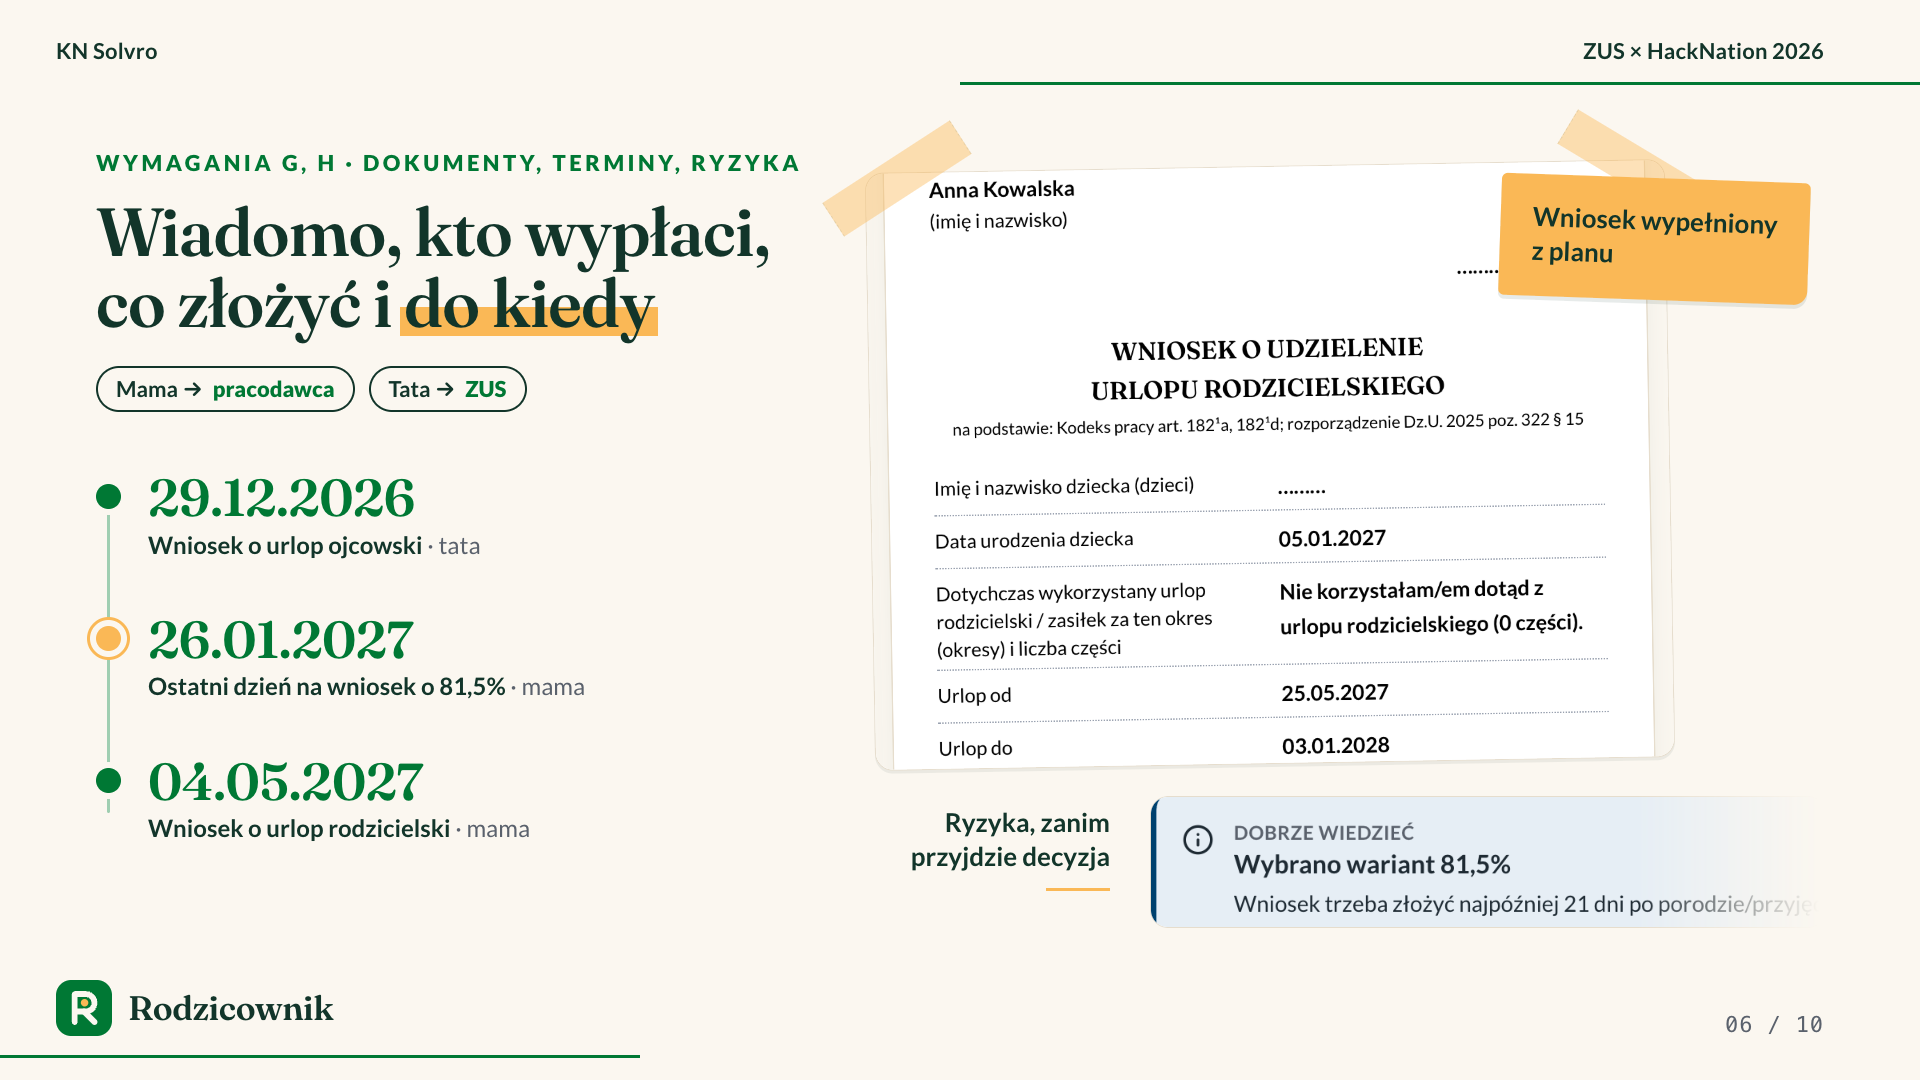 KN Solvro
ZUS × HackNation 2026
WYMAGANIA G, H · DOKUMENTY, TERMINY, RYZYKA
Wiadomo, kto wypłaci,
co złożyć i do kiedy
Mama → pracodawca
Tata → ZUS
29.12.2026
Wniosek o urlop ojcowski · tata
26.01.2027
Ostatni dzień na wniosek o 81,5% · mama
04.05.2027
Wniosek o urlop rodzicielski · mama
Anna Kowalska
(imię i nazwisko)
Wniosek wypełniony
z planu
WNIOSEK O UDZIELENIE
URLOPU RODZICIELSKIEGO
na podstawie: Kodeks pracy art. 182¹a, 182¹d; rozporządzenie Dz.U. 2025 poz. 322 § 15
Imię i nazwisko dziecka (dzieci) ………
Data urodzenia dziecka 05.01.2027
Dotychczas wykorzystany urlop
rodzicielski / zasiłek za ten okres
(okresy) i liczba części
Nie korzystałam/em dotąd z
urlopu rodzicielskiego (0 części).
Urlop od 25.05.2027
Urlop do 03.01.2028
Ryzyka, zanim
przyjdzie decyzja
DOBRZE WIEDZIEĆ
Wybrano wariant 81,5%
Wniosek trzeba złożyć najpóźniej 21 dni po porodzie/
Rodzicownik
06 / 10